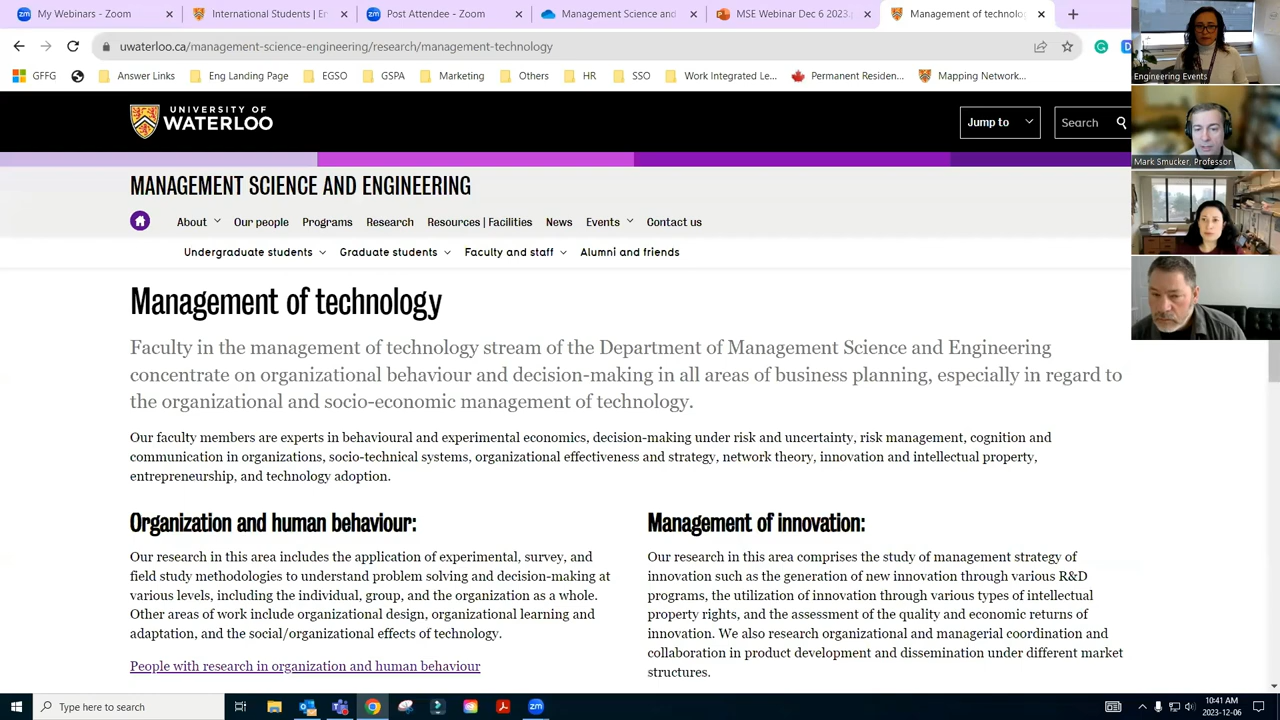 My Webinars - Zoom
International Students | En
Post Attendee - Zoom
Management Science and
MSE Webinar Dec 6 2023.
Management of technolo
uwaterloo.ca/management-science-engineering/research/management-technology
GFFG
Answer Links
Eng Landing Page
EGSO
GSPA
Marketing
Others
HR
SSO
Work Integrated Le...
Permanent Residen...
Mapping Network...
Engineering Events
UNIVERSITY OF
WATERLOO
Jump to
Search
Mark Smucker, Professor
MANAGEMENT SCIENCE AND ENGINEERING
About Our people Programs Research Resources | Facilities News Events Contact us
Undergraduate students Graduate students Faculty and staff Alumni and friends
Management of technology
Faculty in the management of technology stream of the Department of Management Science and Engineering
concentrate on organizational behaviour and decision-making in all areas of business planning, especially in regard to
the organizational and socio-economic management of technology.
Our faculty members are experts in behavioural and experimental economics, decision-making under risk and uncertainty, risk management, cognition and
communication in organizations, socio-technical systems, organizational effectiveness and strategy, network theory, innovation and intellectual property,
entrepreneurship, and technology adoption.
Organization and human behaviour:
Our research in this area includes the application of experimental, survey, and
field study methodologies to understand problem solving and decision-making at
various levels, including the individual, group, and the organization as a whole.
Other areas of work include organizational design, organizational learning and
adaptation, and the social/organizational effects of technology.
People with research in organization and human behaviour
Management of innovation:
Our research in this area comprises the study of management strategy of
innovation such as the generation of new innovation through various R&D
programs, the utilization of innovation through various types of intellectual
property rights, and the assessment of the quality and economic returns of
innovation. We also research organizational and managerial coordination and
collaboration in product development and dissemination under different market
structures.
Type here to search
10:41 AM
2023-12-06